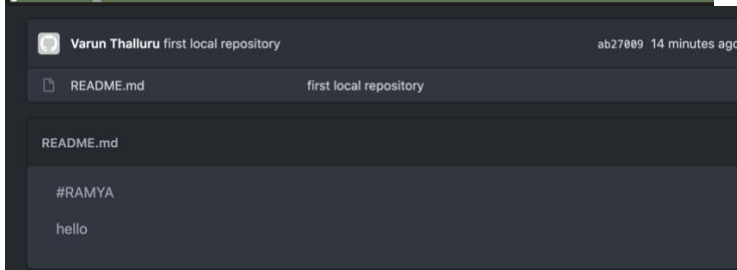 Varun Thalluru first local repository ab27009 14 minutes ago
README.md first local repository
README.md
#RAMYA
hello